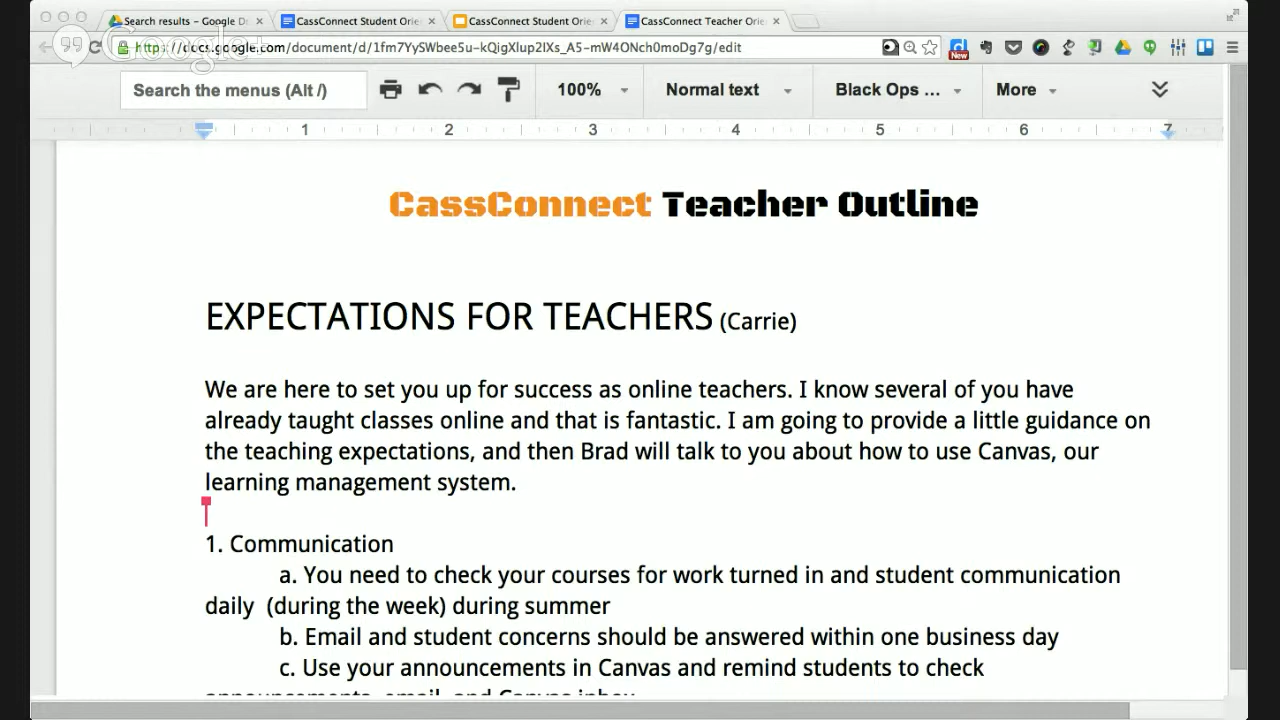 Search results – Google D
CassConnect Student Orie
CassConnect Student Orie
CassConnect Teacher Orie
Google+
https://docs.google.com/document/d/1fm7YySWbee5u-kQigXlup2IXs_A5-mW4ONch0moDg7g/edit
New
Search the menus (Alt /)
100%
Normal text
Black Ops ...
More
1 2 3 4 5 6 7
CassConnect Teacher Outline
EXPECTATIONS FOR TEACHERS (Carrie)
We are here to set you up for success as online teachers. I know several of you have
already taught classes online and that is fantastic. I am going to provide a little guidance on
the teaching expectations, and then Brad will talk to you about how to use Canvas, our
learning management system.
1. Communication
a. You need to check your courses for work turned in and student communication
daily (during the week) during summer
b. Email and student concerns should be answered within one business day
c. Use your announcements in Canvas and remind students to check
announcements, email, and Canvas inbox